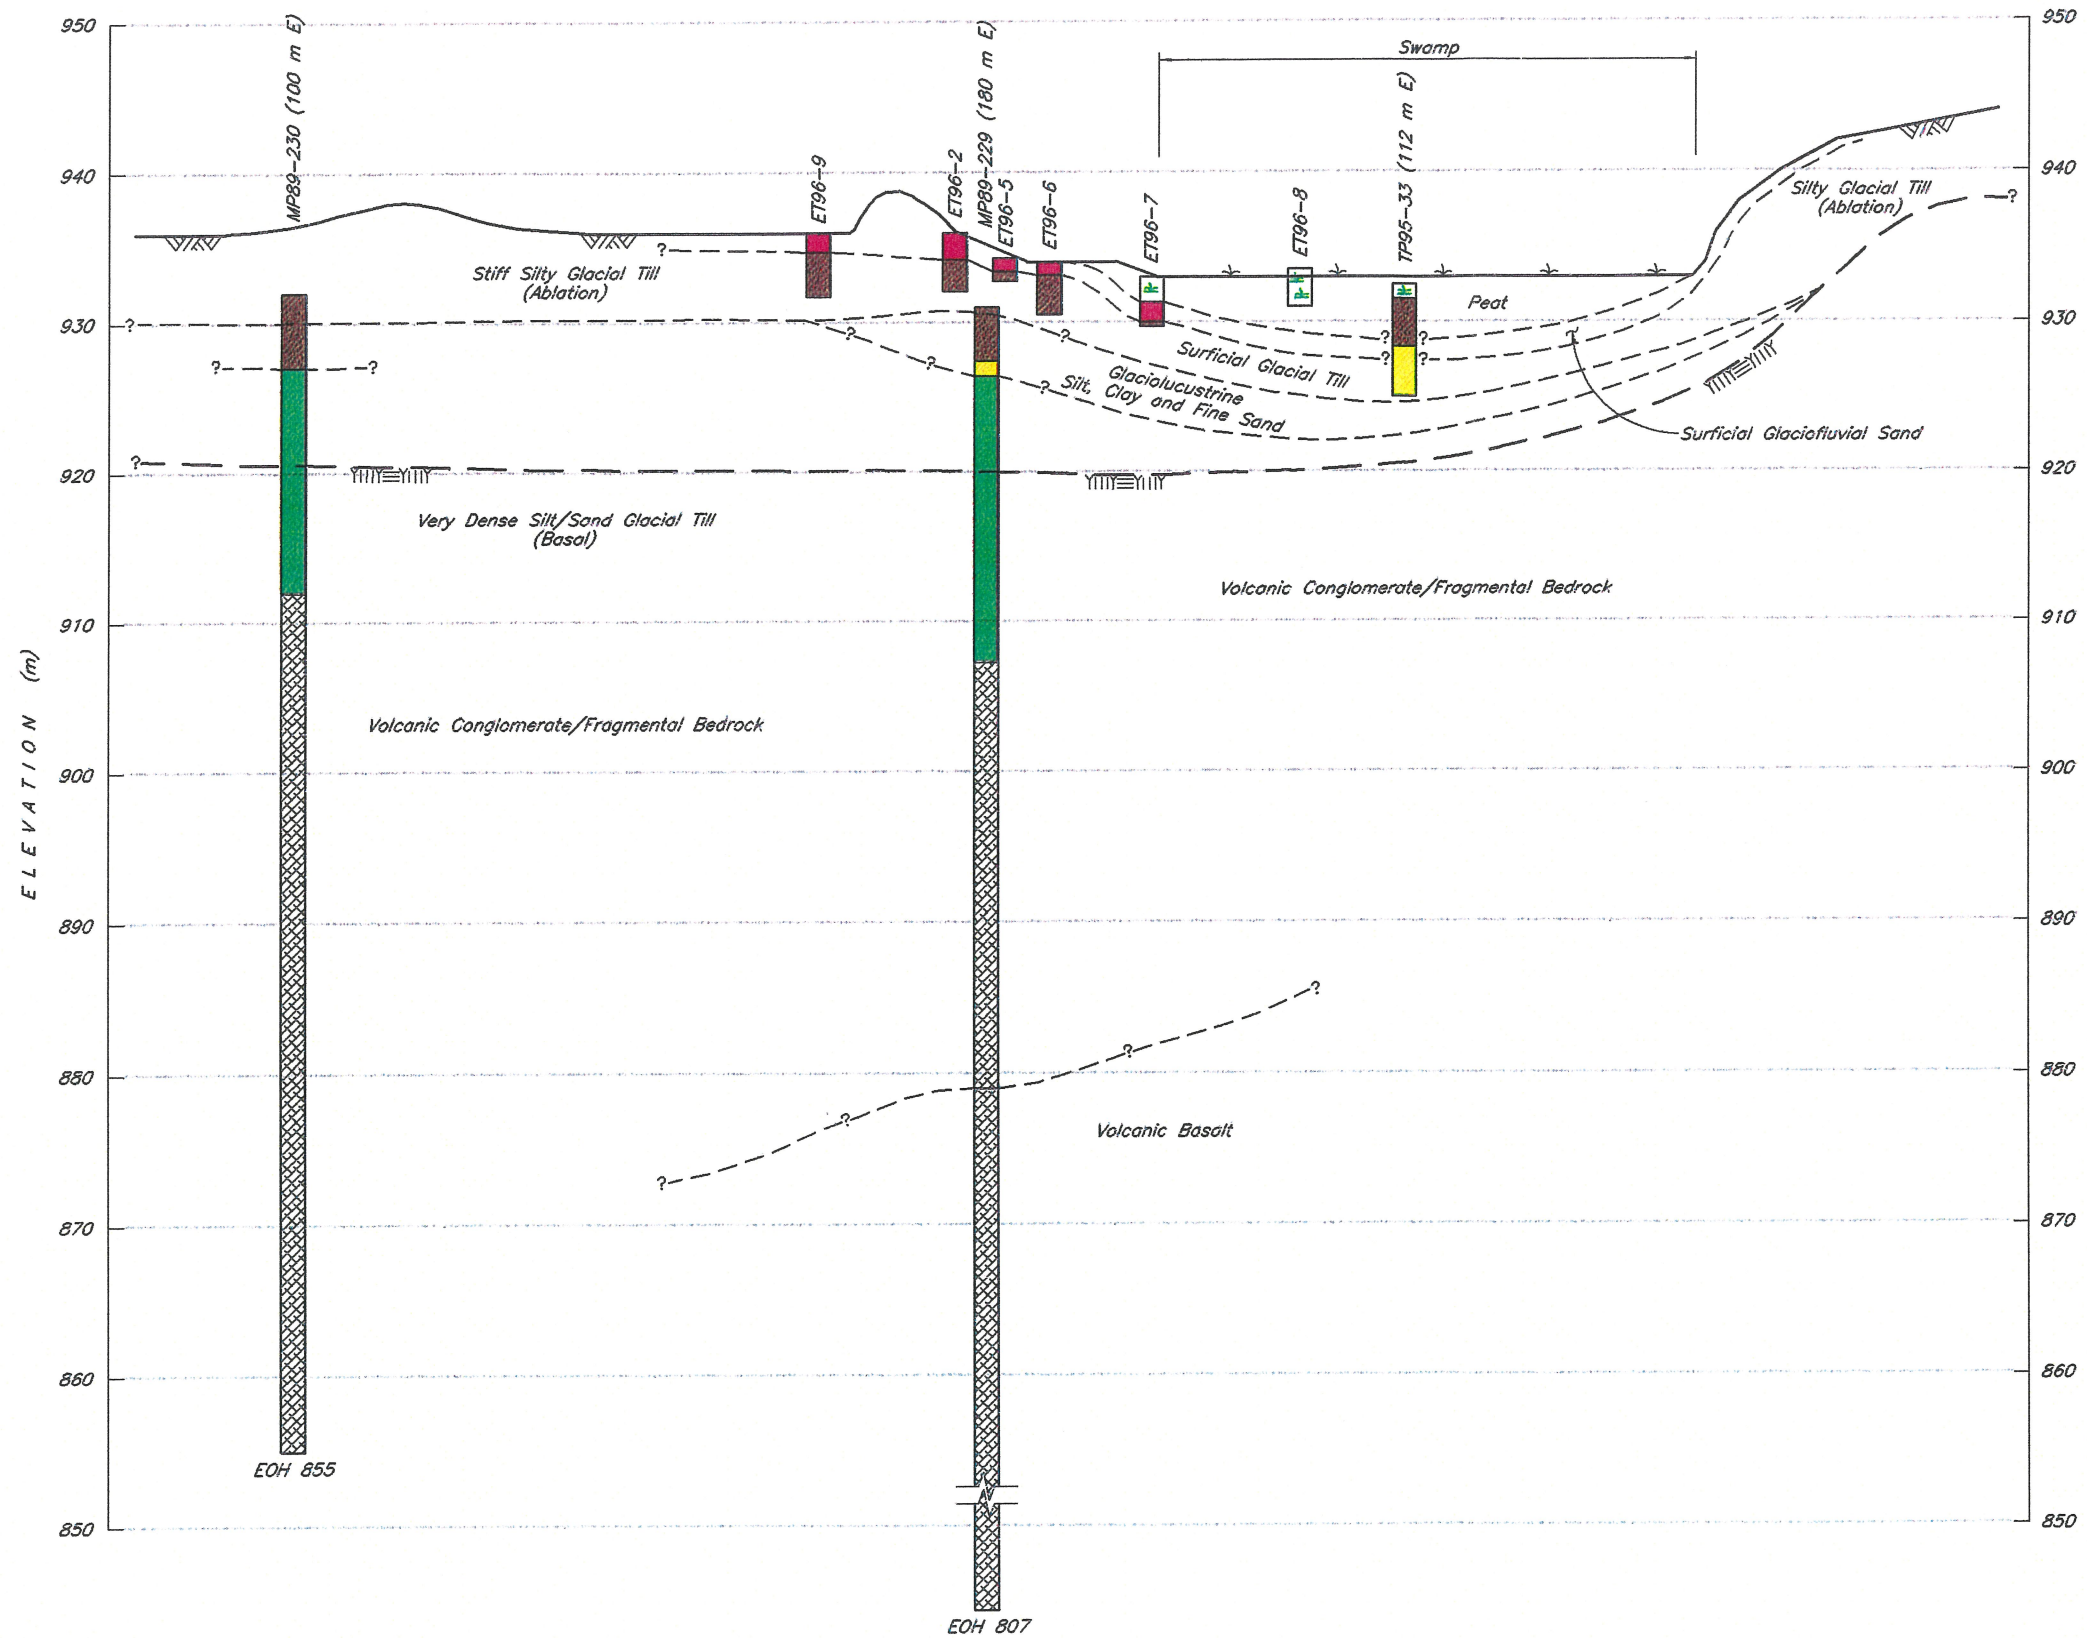 950
940
930
920
910
900
890
880
870
860
850
ELEVATION (m)
950
940
930
920
910
900
890
880
870
860
850
MP89-230 (100 m E)
ET96-9
ET96-2
MP89-229 (180 m E)
ET96-5
ET96-6
ET96-7
ET96-8
TP95-33 (112 m E)
Swamp
Silty Glacial Till
(Ablation)
?
?
Stiff Silty Glacial Till
(Ablation)
Peat
?
?
?
?
?
?
?
?
?
?
?
?
?
Surficial Glacial Till
Glaciolucustrine
Silt, Clay and Fine Sand
Surficial Glaciofluvial Sand
?
Very Dense Silt/Sand Glacial Till
(Basal)
Volcanic Conglomerate/Fragmental Bedrock
Volcanic Conglomerate/Fragmental Bedrock
?
?
?
?
Volcanic Basalt
EOH 855
EOH 807